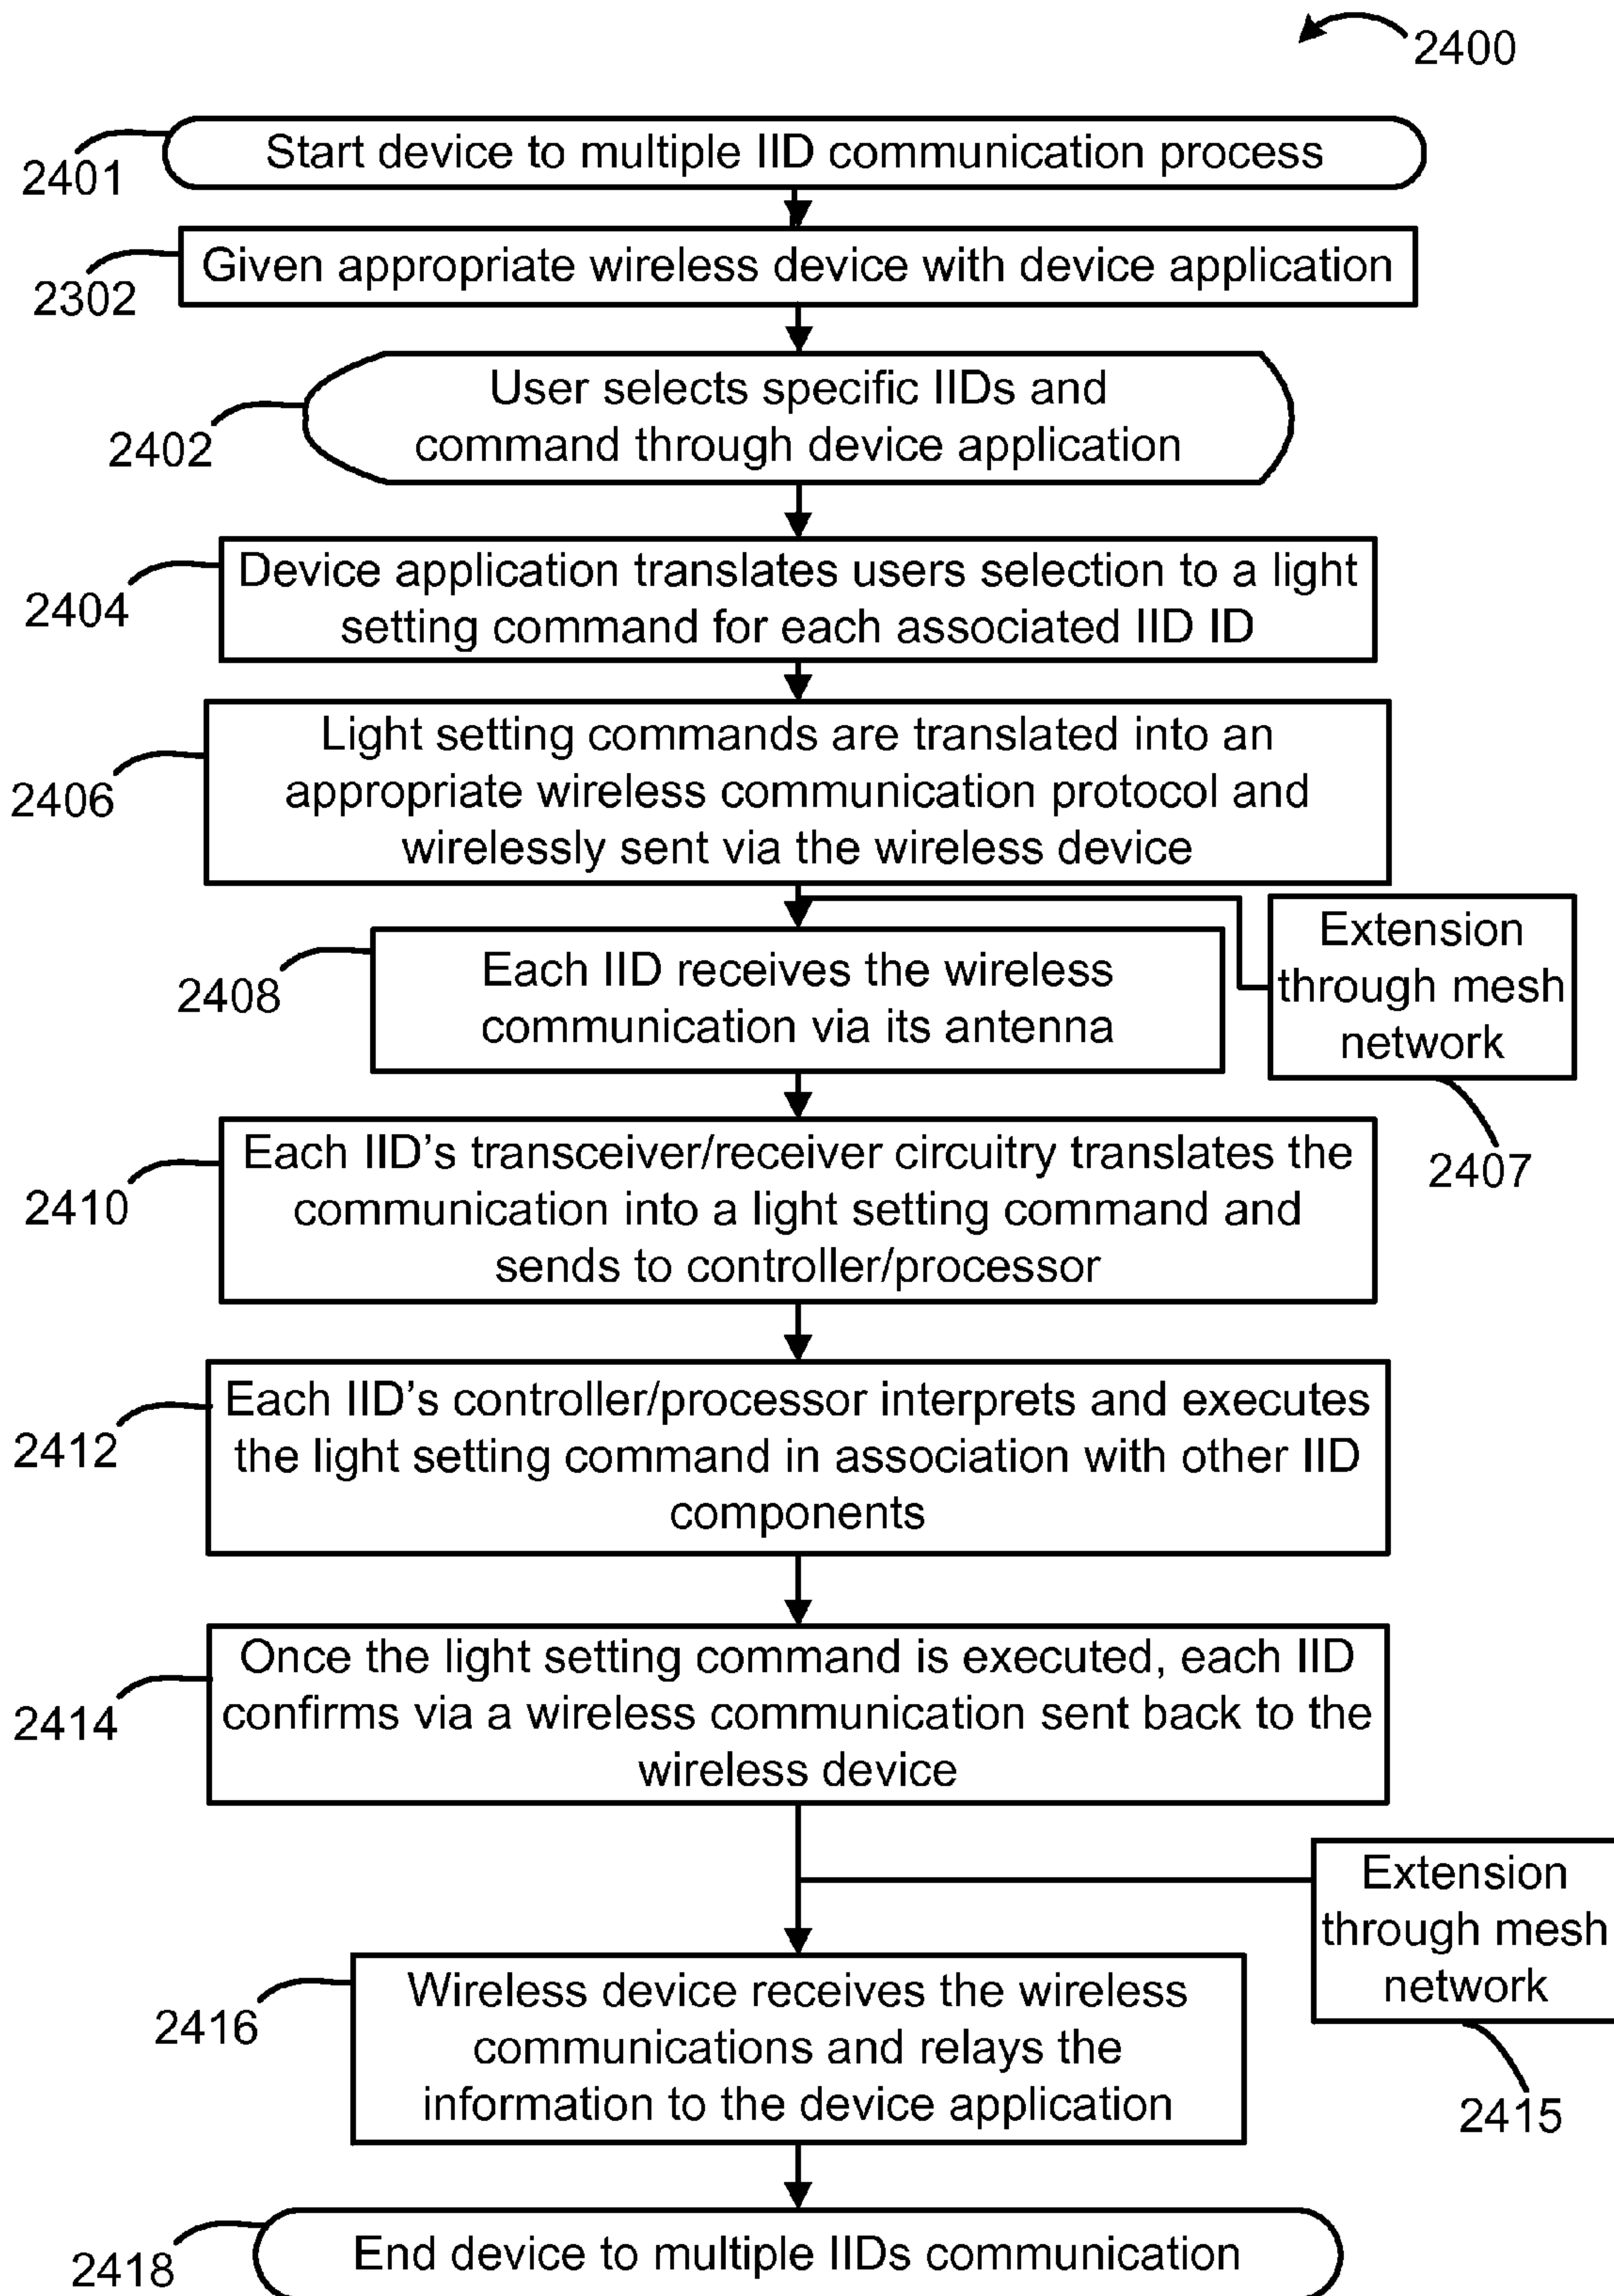 2400
Start device to multiple IID communication process
2401
Given appropriate wireless device with device application
2302
User selects specific IIDs and
command through device application
2402
Device application translates users selection to a light
setting command for each associated IID ID
2404
Light setting commands are translated into an
appropriate wireless communication protocol and
wirelessly sent via the wireless device
2406
Extension
through mesh
network
2407
Each IID receives the wireless
communication via its antenna
2408
Each IID's transceiver/receiver circuitry translates the
communication into a light setting command and
sends to controller/processor
2410
Each IID's controller/processor interprets and executes
the light setting command in association with other IID
components
2412
Once the light setting command is executed, each IID
confirms via a wireless communication sent back to the
wireless device
2414
Extension
through mesh
network
2415
Wireless device receives the wireless
communications and relays the
information to the device application
2416
End device to multiple IIDs communication
2418